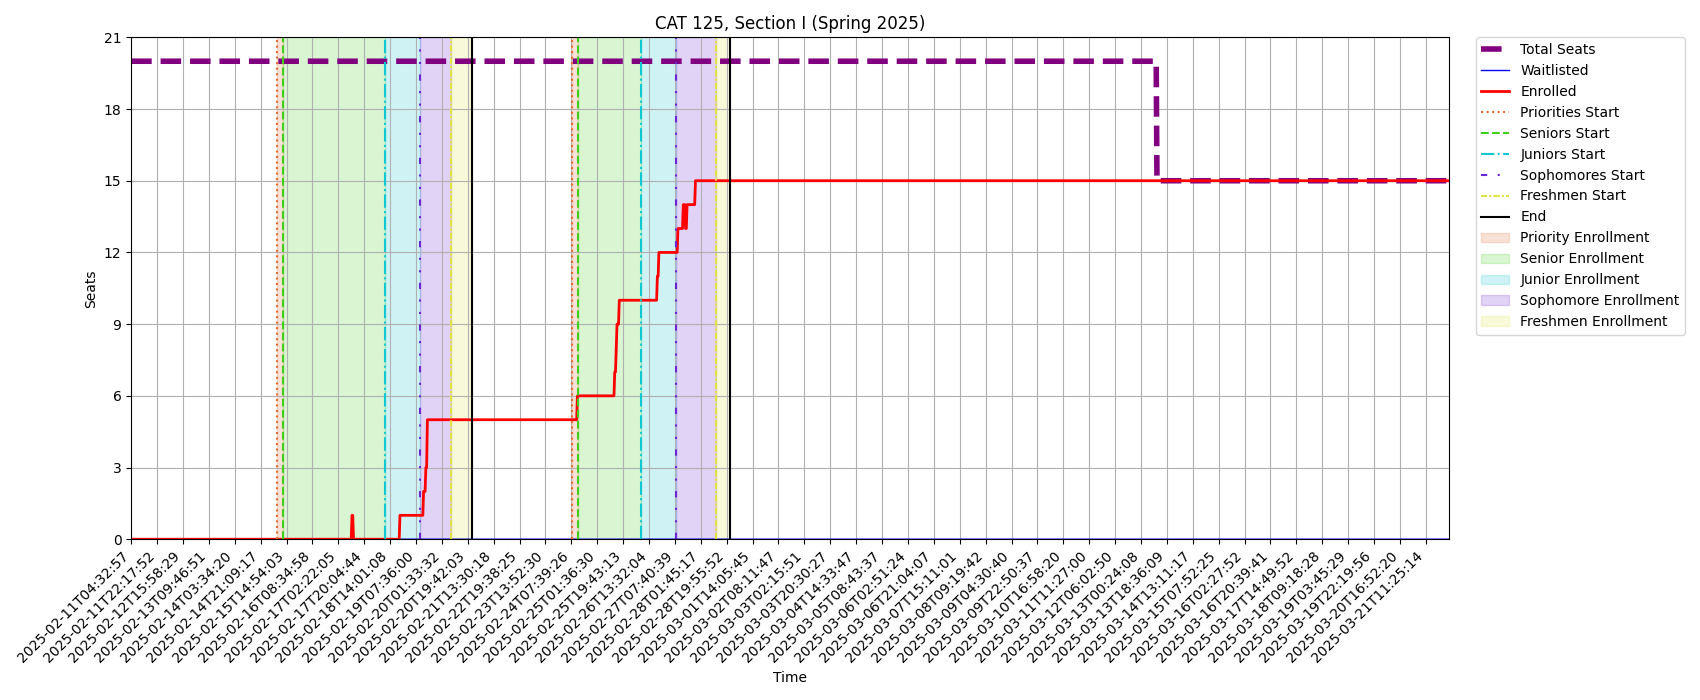 CAT 125, Section I (Spring 2025)
Seats
21
18
15
12
9
6
3
0
2025-02-11T04:32:57
2025-02-11T22:17:52
2025-02-12T15:58:29
2025-02-13T09:46:51
2025-02-14T03:34:20
2025-02-14T21:09:17
2025-02-15T14:54:03
2025-02-16T08:34:58
2025-02-17T02:22:05
2025-02-17T20:04:44
2025-02-18T14:01:08
2025-02-19T07:36:00
2025-02-20T01:33:32
2025-02-20T19:42:03
2025-02-21T13:30:18
2025-02-22T19:38:25
2025-02-23T13:52:30
2025-02-24T07:39:26
2025-02-25T01:36:30
2025-02-25T19:43:13
2025-02-26T13:32:04
2025-02-27T07:40:39
2025-02-28T01:45:17
2025-02-28T19:55:52
2025-03-01T14:05:45
2025-03-02T08:11:47
2025-03-03T02:15:51
2025-03-03T20:30:27
2025-03-04T14:33:47
2025-03-05T08:43:37
2025-03-06T02:51:24
2025-03-06T21:04:07
2025-03-07T15:11:01
2025-03-08T09:19:42
2025-03-09T04:30:40
2025-03-09T22:50:37
2025-03-10T16:58:20
2025-03-11T11:27:00
2025-03-12T06:02:50
2025-03-13T00:24:08
2025-03-13T18:36:09
2025-03-14T13:11:17
2025-03-15T07:52:25
2025-03-16T02:27:52
2025-03-16T20:39:41
2025-03-17T14:49:52
2025-03-18T09:18:28
2025-03-19T03:45:29
2025-03-19T22:19:56
2025-03-20T16:52:20
2025-03-21T11:25:14
Time
Total Seats
Waitlisted
Enrolled
Priorities Start
Seniors Start
Juniors Start
Sophomores Start
Freshmen Start
End
Priority Enrollment
Senior Enrollment
Junior Enrollment
Sophomore Enrollment
Freshmen Enrollment